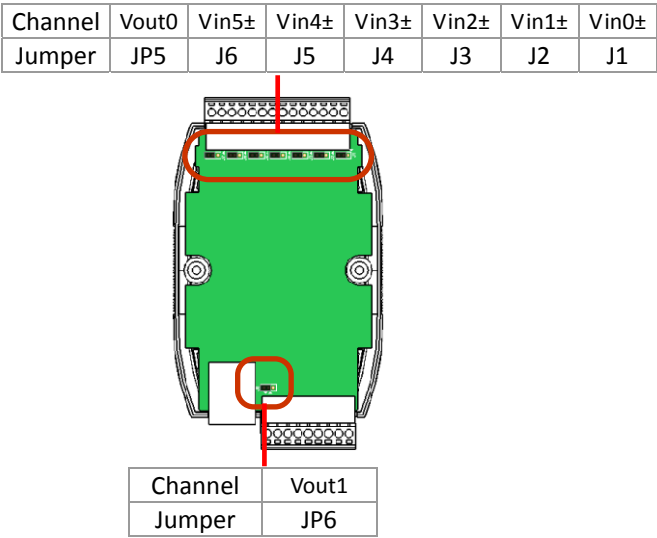 Channel Vout0 Vin5± Vin4± Vin3± Vin2± Vin1± Vin0±
Jumper JP5 J6 J5 J4 J3 J2 J1
Channel Vout1
Jumper JP6